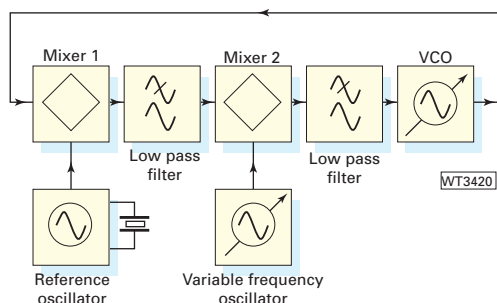 Mixer 1
Mixer 2
VCO
Low pass
filter
Low pass
filter
WT3420
Reference
oscillator
Variable frequency
oscillator